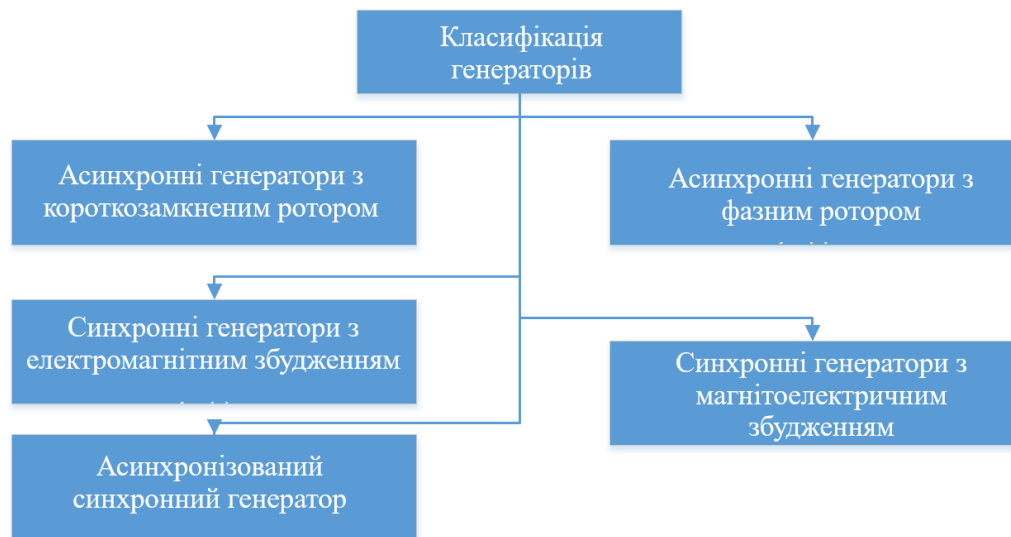 Класифікація
генераторів
Асинхронні генератори з
короткозамкненим ротором
Асинхронні генератори з
фазним ротором
Синхронні генератори з
електромагнітним збудженням
Синхронні генератори з
магнітоелектричним
збудженням
Асинхронізований
синхронний генератор